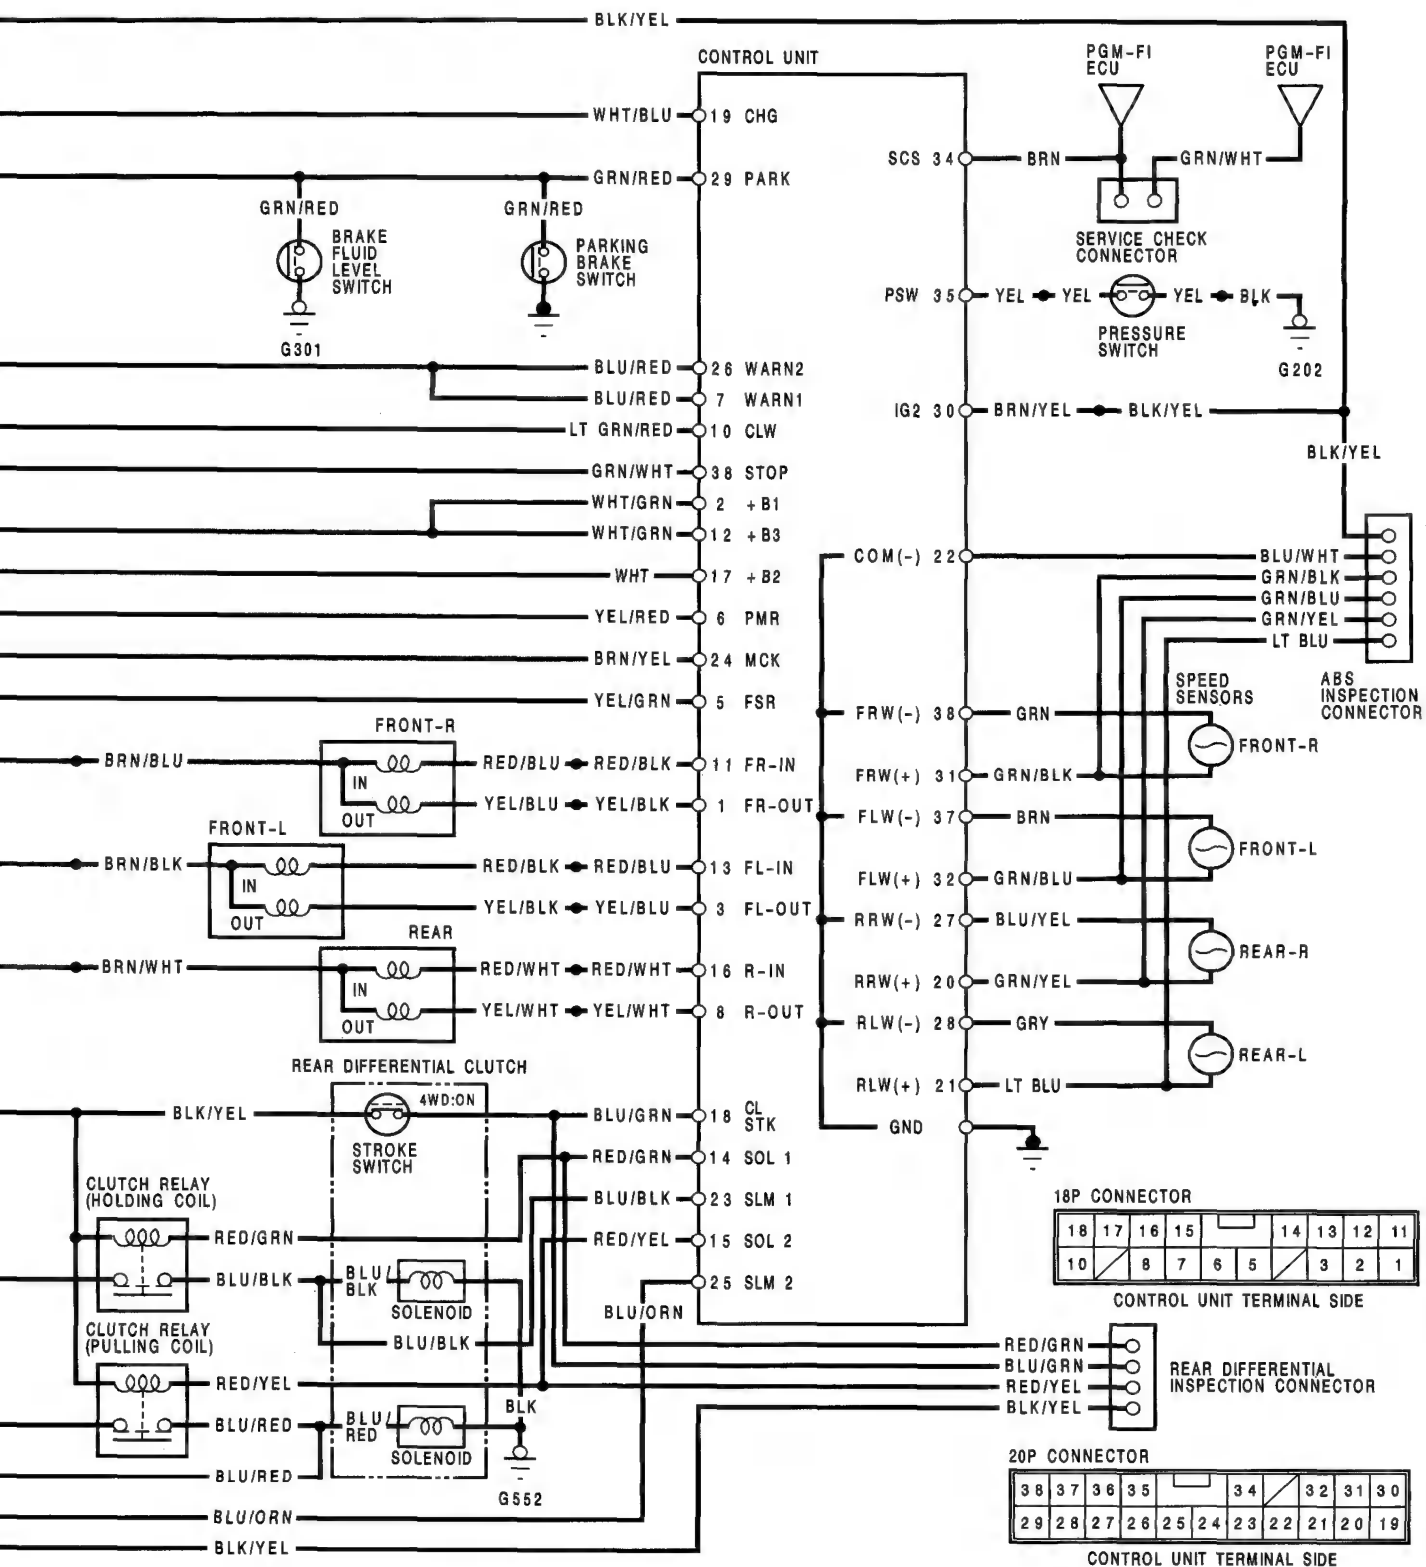 BLK/YEL
CONTROL UNIT
PGM-FI
ECU
PGM-FI
ECU
WHT/BLU
19 CHG
SCS 34
BRN
GRN/WHT
GRN/RED
29 PARK
GRN/RED
GRN/RED
BRAKE
FLUID
LEVEL
SWITCH
PARKING
BRAKE
SWITCH
G301
SERVICE CHECK
CONNECTOR
PSW 35
YEL
YEL
YEL
BLK
PRESSURE
SWITCH
G202
BLU/RED
26 WARN2
BLU/RED
7 WARN1
LT GRN/RED
10 CLW
IG2 30
BRN/YEL
BLK/YEL
BLK/YEL
GRN/WHT
38 STOP
WHT/GRN
2 +B1
WHT/GRN
12 +B3
WHT
17 +B2
COM(-) 22
BLU/WHT
GRN/BLK
GRN/BLU
GRN/YEL
LT BLU
ABS
INSPECTION
CONNECTOR
YEL/RED
6 PMR
BRN/YEL
24 MCK
YEL/GRN
5 FSR
SPEED
SENSORS
FRW(-) 38
GRN
FRONT-R
FRW(+) 31
GRN/BLK
FLW(-) 37
BRN
FRONT-L
FLW(+) 32
GRN/BLU
RRW(-) 27
BLU/YEL
REAR-R
RRW(+) 20
GRN/YEL
RLW(-) 28
GRY
REAR-L
RLW(+) 21
LT BLU
GND
FRONT-R
BRN/BLU
IN
OUT
RED/BLU
RED/BLK
11 FR-IN
YEL/BLU
YEL/BLK
1 FR-OUT
FRONT-L
BRN/BLK
IN
OUT
RED/BLK
RED/BLU
13 FL-IN
YEL/BLK
YEL/BLU
3 FL-OUT
REAR
BRN/WHT
IN
OUT
RED/WHT
RED/WHT
16 R-IN
YEL/WHT
YEL/WHT
8 R-OUT
REAR DIFFERENTIAL CLUTCH
BLK/YEL
4WD:ON
STROKE
SWITCH
BLU/GRN
18 CL
STK
RED/GRN
14 SOL 1
BLU/BLK
23 SLM 1
RED/YEL
15 SOL 2
25 SLM 2
BLU/ORN
CLUTCH RELAY
(HOLDING COIL)
RED/GRN
BLU/BLK
BLU/
BLK
SOLENOID
BLU/BLK
CLUTCH RELAY
(PULLING COIL)
RED/YEL
BLU/RED
BLU/
RED
SOLENOID
BLK
G552
BLU/RED
BLU/ORN
BLK/YEL
18P CONNECTOR
18 17 16 15 14 13 12 11
10 8 7 6 5 3 2 1
CONTROL UNIT TERMINAL SIDE
RED/GRN
BLU/GRN
RED/YEL
BLK/YEL
REAR DIFFERENTIAL
INSPECTION CONNECTOR
20P CONNECTOR
38 37 36 35 34 32 31 30
29 28 27 26 25 24 23 22 21 20 19
CONTROL UNIT TERMINAL SIDE